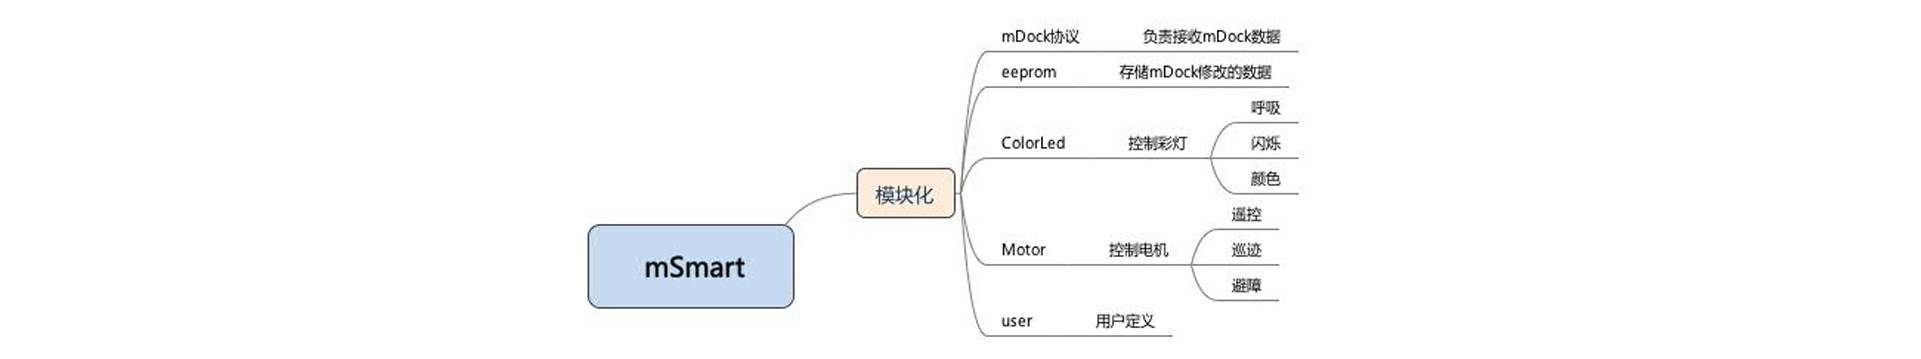 mSmart
模块化
mDock协议 负责接收mDock数据
eeprom 存储mDock修改的数据
ColorLed 控制彩灯
呼吸
闪烁
颜色
Motor 控制电机
遥控
巡迹
避障
user 用户定义